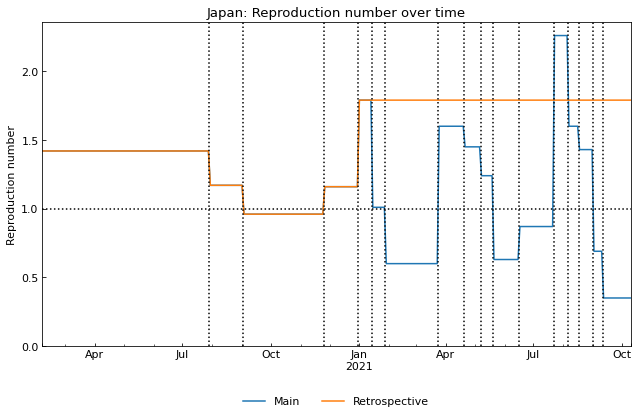 Japan: Reproduction number over time
Reproduction number
2.0
1.5
1.0
0.5
0.0
Apr Jul Oct Jan Apr Jul Oct
2021
Main Retrospective